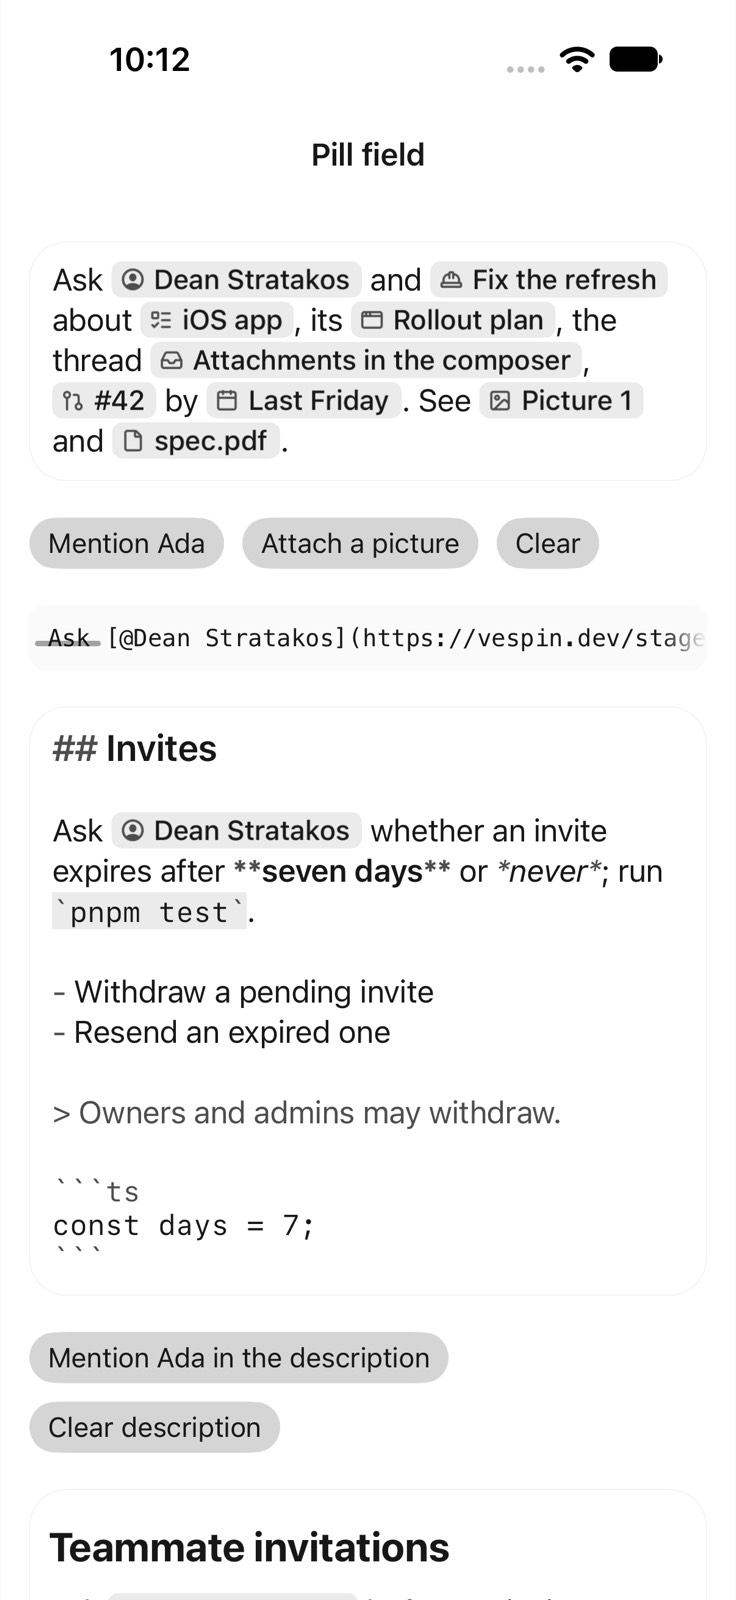 10:12
Pill field
Ask Dean Stratakos and Fix the refresh
about iOS app, its Rollout plan, the
thread Attachments in the composer,
#42 by Last Friday. See Picture 1
and spec.pdf.
Mention Ada Attach a picture Clear
Ask [@Dean Stratakos](https://vespin.dev/stage
## Invites
Ask Dean Stratakos whether an invite
expires after **seven days** or *never*; run
`pnpm test`.
- Withdraw a pending invite
- Resend an expired one
> Owners and admins may withdraw.
```ts
const days = 7;
```
Mention Ada in the description
Clear description
Teammate invitations